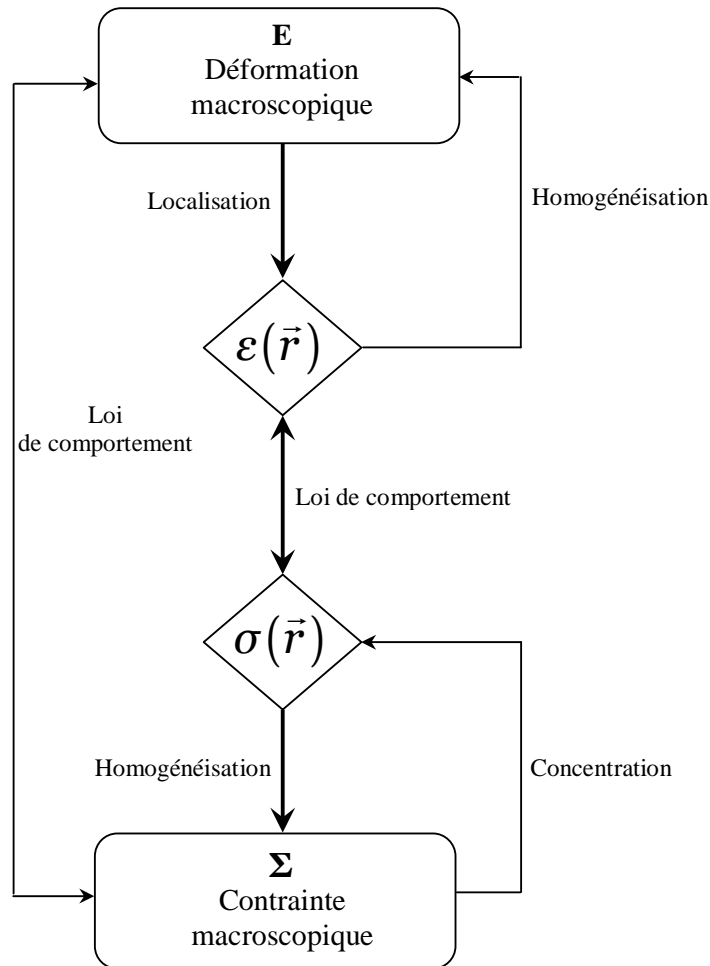 E
Déformation
macroscopique
Localisation
Homogénéisation
ε(r⃗)
Loi
de comportement
Loi de comportement
σ(r⃗)
Homogénéisation
Concentration
Σ
Contrainte
macroscopique